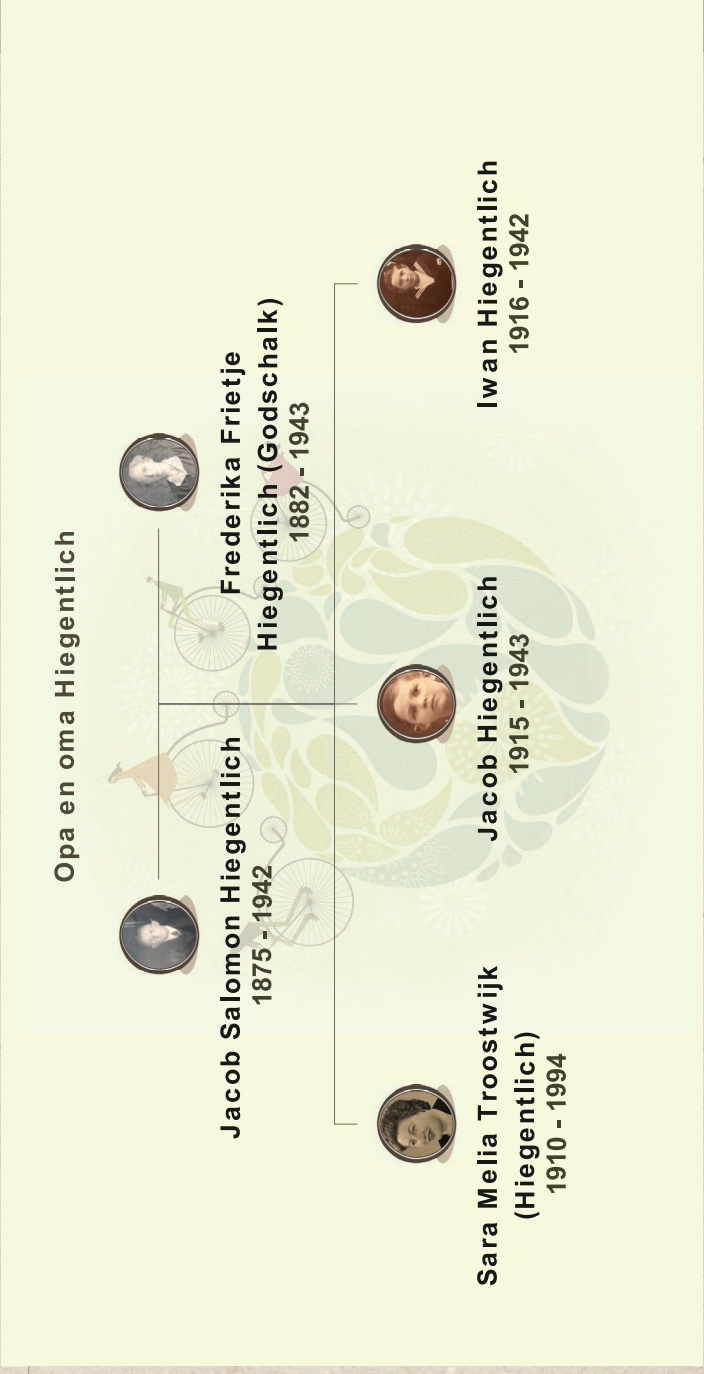 Opa en oma Hiegentlich
Jacob Salomon Hiegentlich
1875 - 1942
Frederika Frietje
Hiegentlich (Godschalk)
1882 - 1943
Sara Melia Troostwijk
(Hiegentlich)
1910 - 1994
Jacob Hiegentlich
1915 - 1943
Iwan Hiegentlich
1916 - 1942